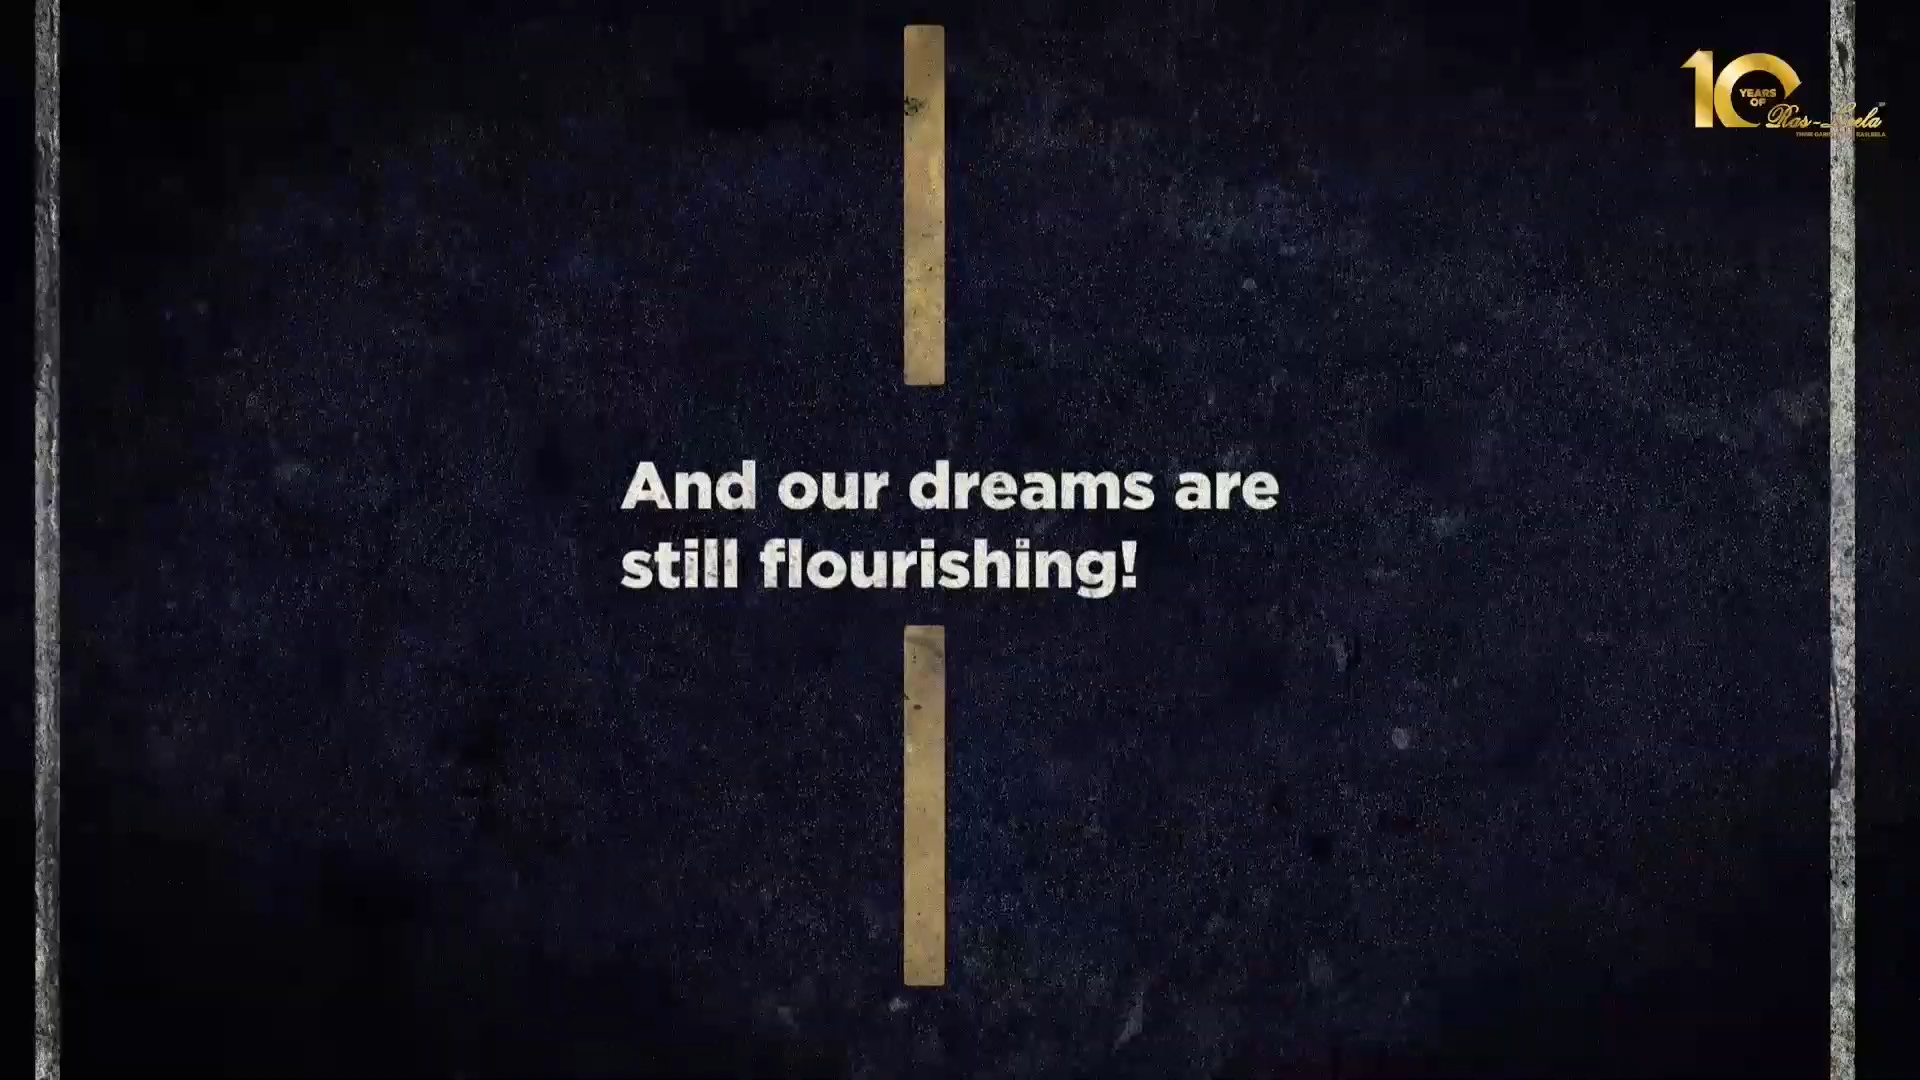 And our dreams are
still flourishing!
10
YEARS
OF
Ras-Leela